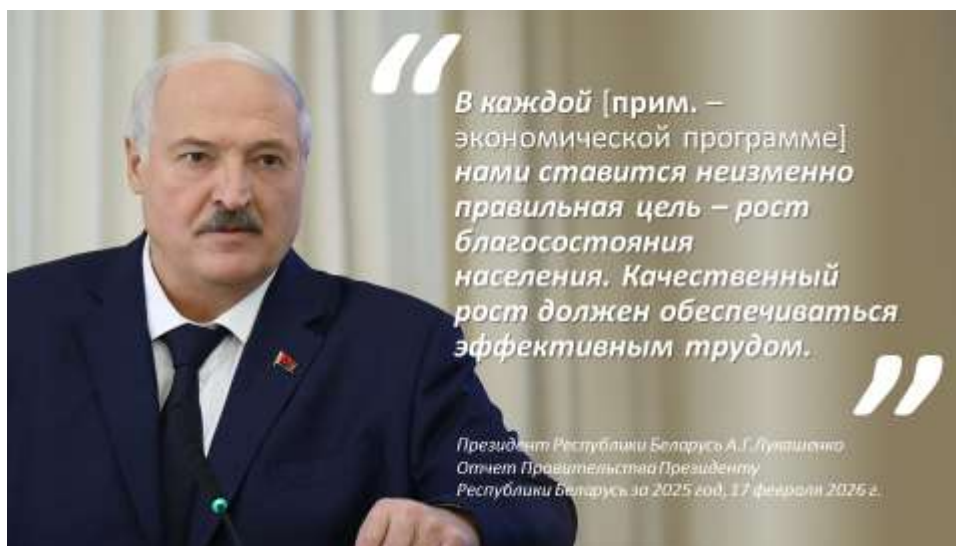 “
В каждой [прим. –
экономической программе]
нами ставится неизменно
правильная цель – рост
благосостояния
населения. Качественный
рост должен обеспечиваться
эффективным трудом.
”
Президент Республики Беларусь А.Г.Лукашенко
Отчет Правительства Президенту
Республики Беларусь за 2025 год, 17 февраля 2026 г.